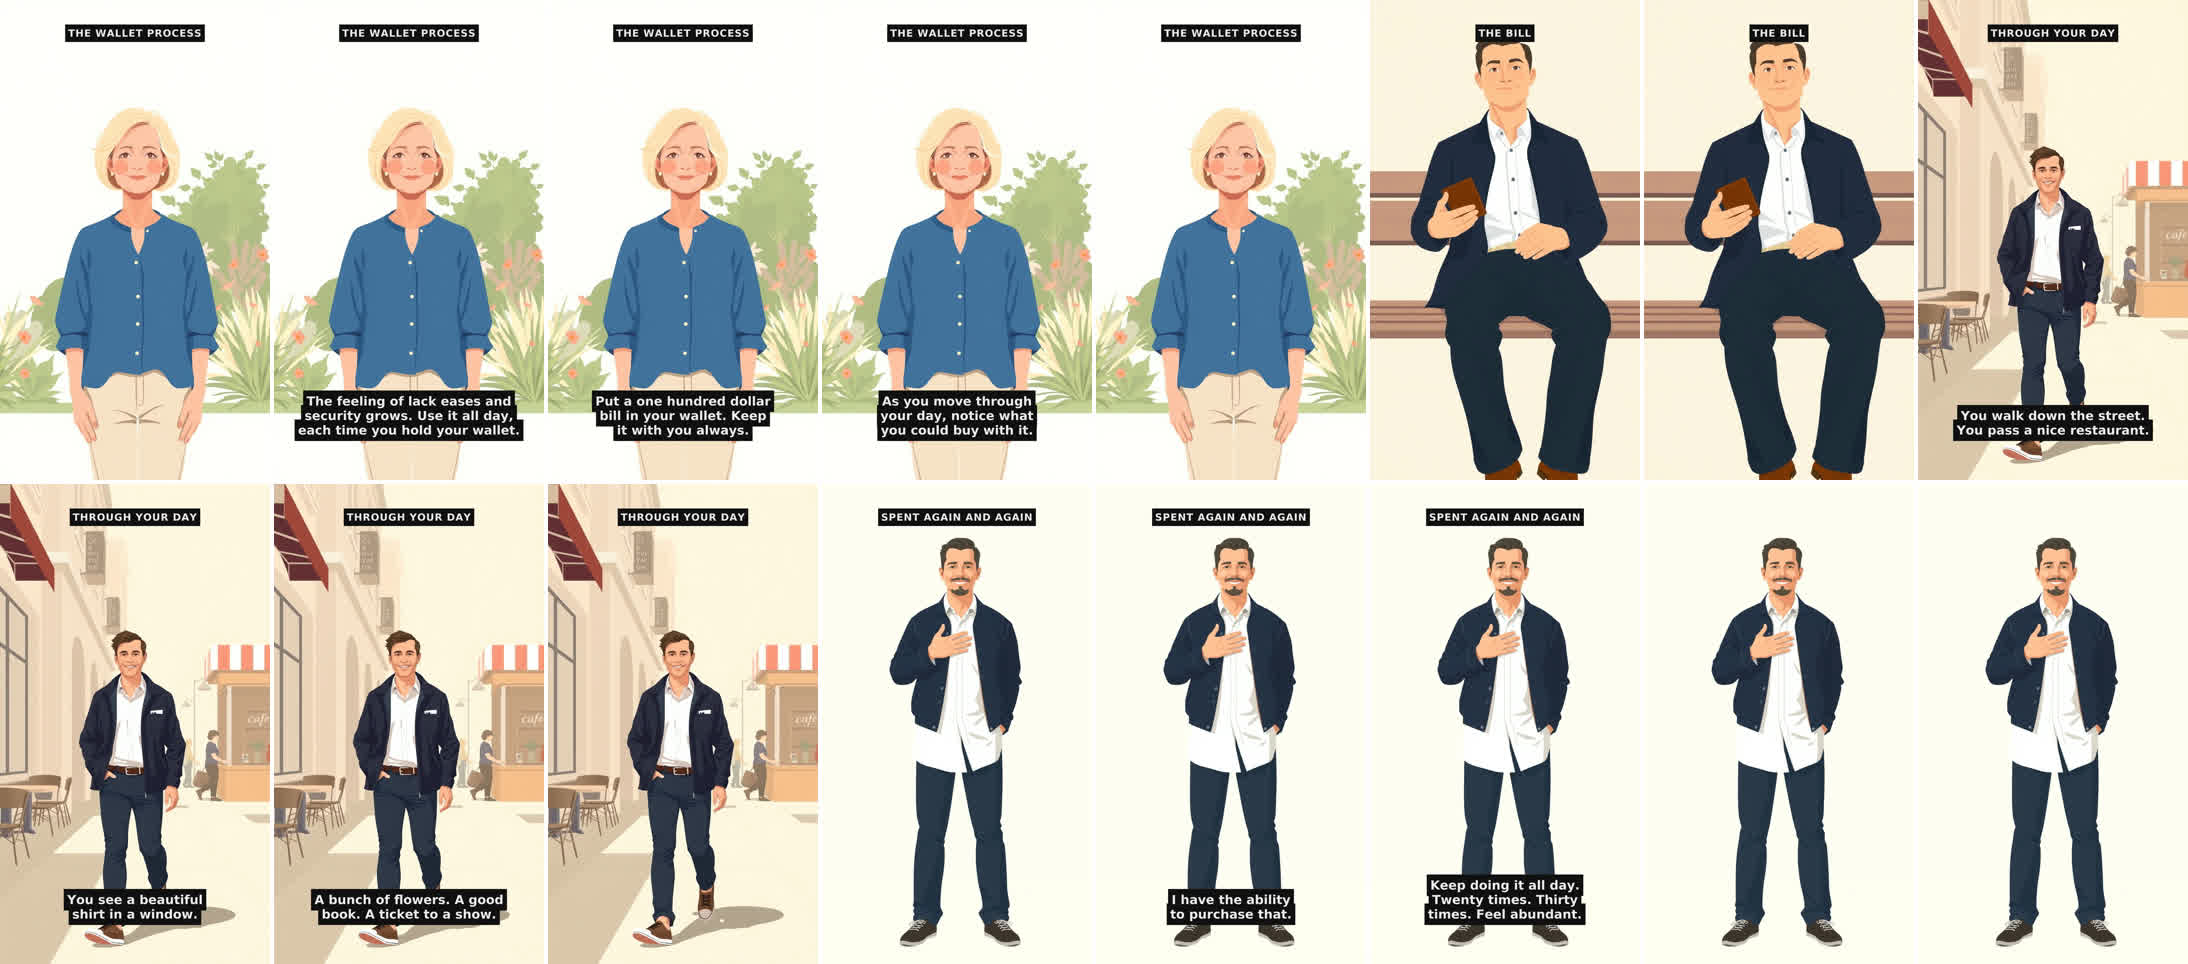 THE WALLET PROCESS
THE WALLET PROCESS
The feeling of lack eases and
security grows. Use it all day,
each time you hold your wallet.
THE WALLET PROCESS
Put a one hundred dollar
bill in your wallet. Keep
it with you always.
THE WALLET PROCESS
As you move through
your day, notice what
you could buy with it.
THE WALLET PROCESS
THE BILL
THE BILL
THROUGH YOUR DAY
cafe
You walk down the street.
You pass a nice restaurant.
THROUGH YOUR DAY
cafe
You see a beautiful
shirt in a window.
THROUGH YOUR DAY
cafe
A bunch of flowers. A good
book. A ticket to a show.
THROUGH YOUR DAY
cafe
SPENT AGAIN AND AGAIN
SPENT AGAIN AND AGAIN
I have the ability
to purchase that.
SPENT AGAIN AND AGAIN
Keep doing it all day.
Twenty times. Thirty
times. Feel abundant.